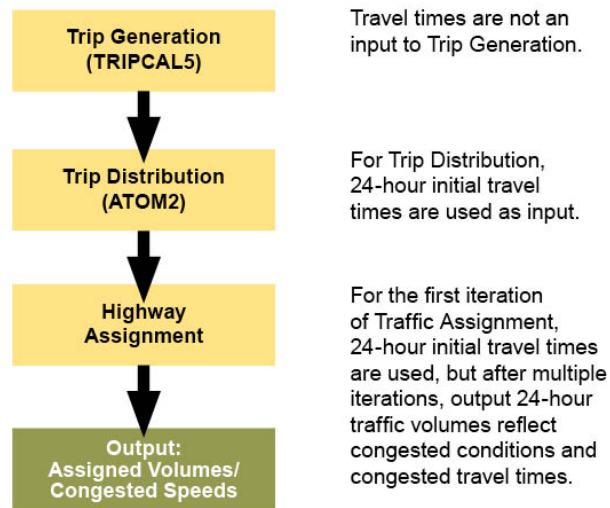 Trip Generation
(TRIPCAL5)
Travel times are not an
input to Trip Generation.
Trip Distribution
(ATOM2)
For Trip Distribution,
24-hour initial travel
times are used as input.
Highway
Assignment
For the first iteration
of Traffic Assignment,
24-hour initial travel times
are used, but after multiple
iterations, output 24-hour
traffic volumes reflect
congested conditions and
congested travel times.
Output:
Assigned Volumes/
Congested Speeds